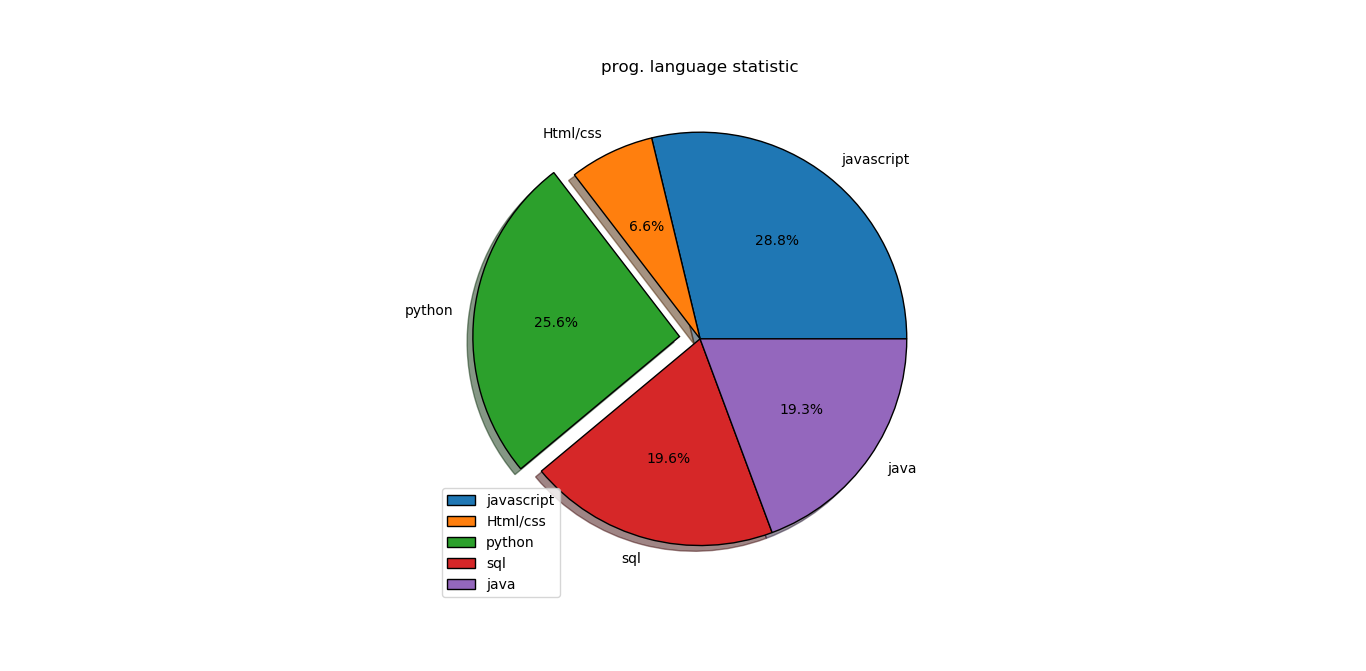 prog. language statistic
Html/css
javascript
6.6%
28.8%
python
25.6%
19.3%
19.6%
java
sql
javascript
Html/css
python
sql
java